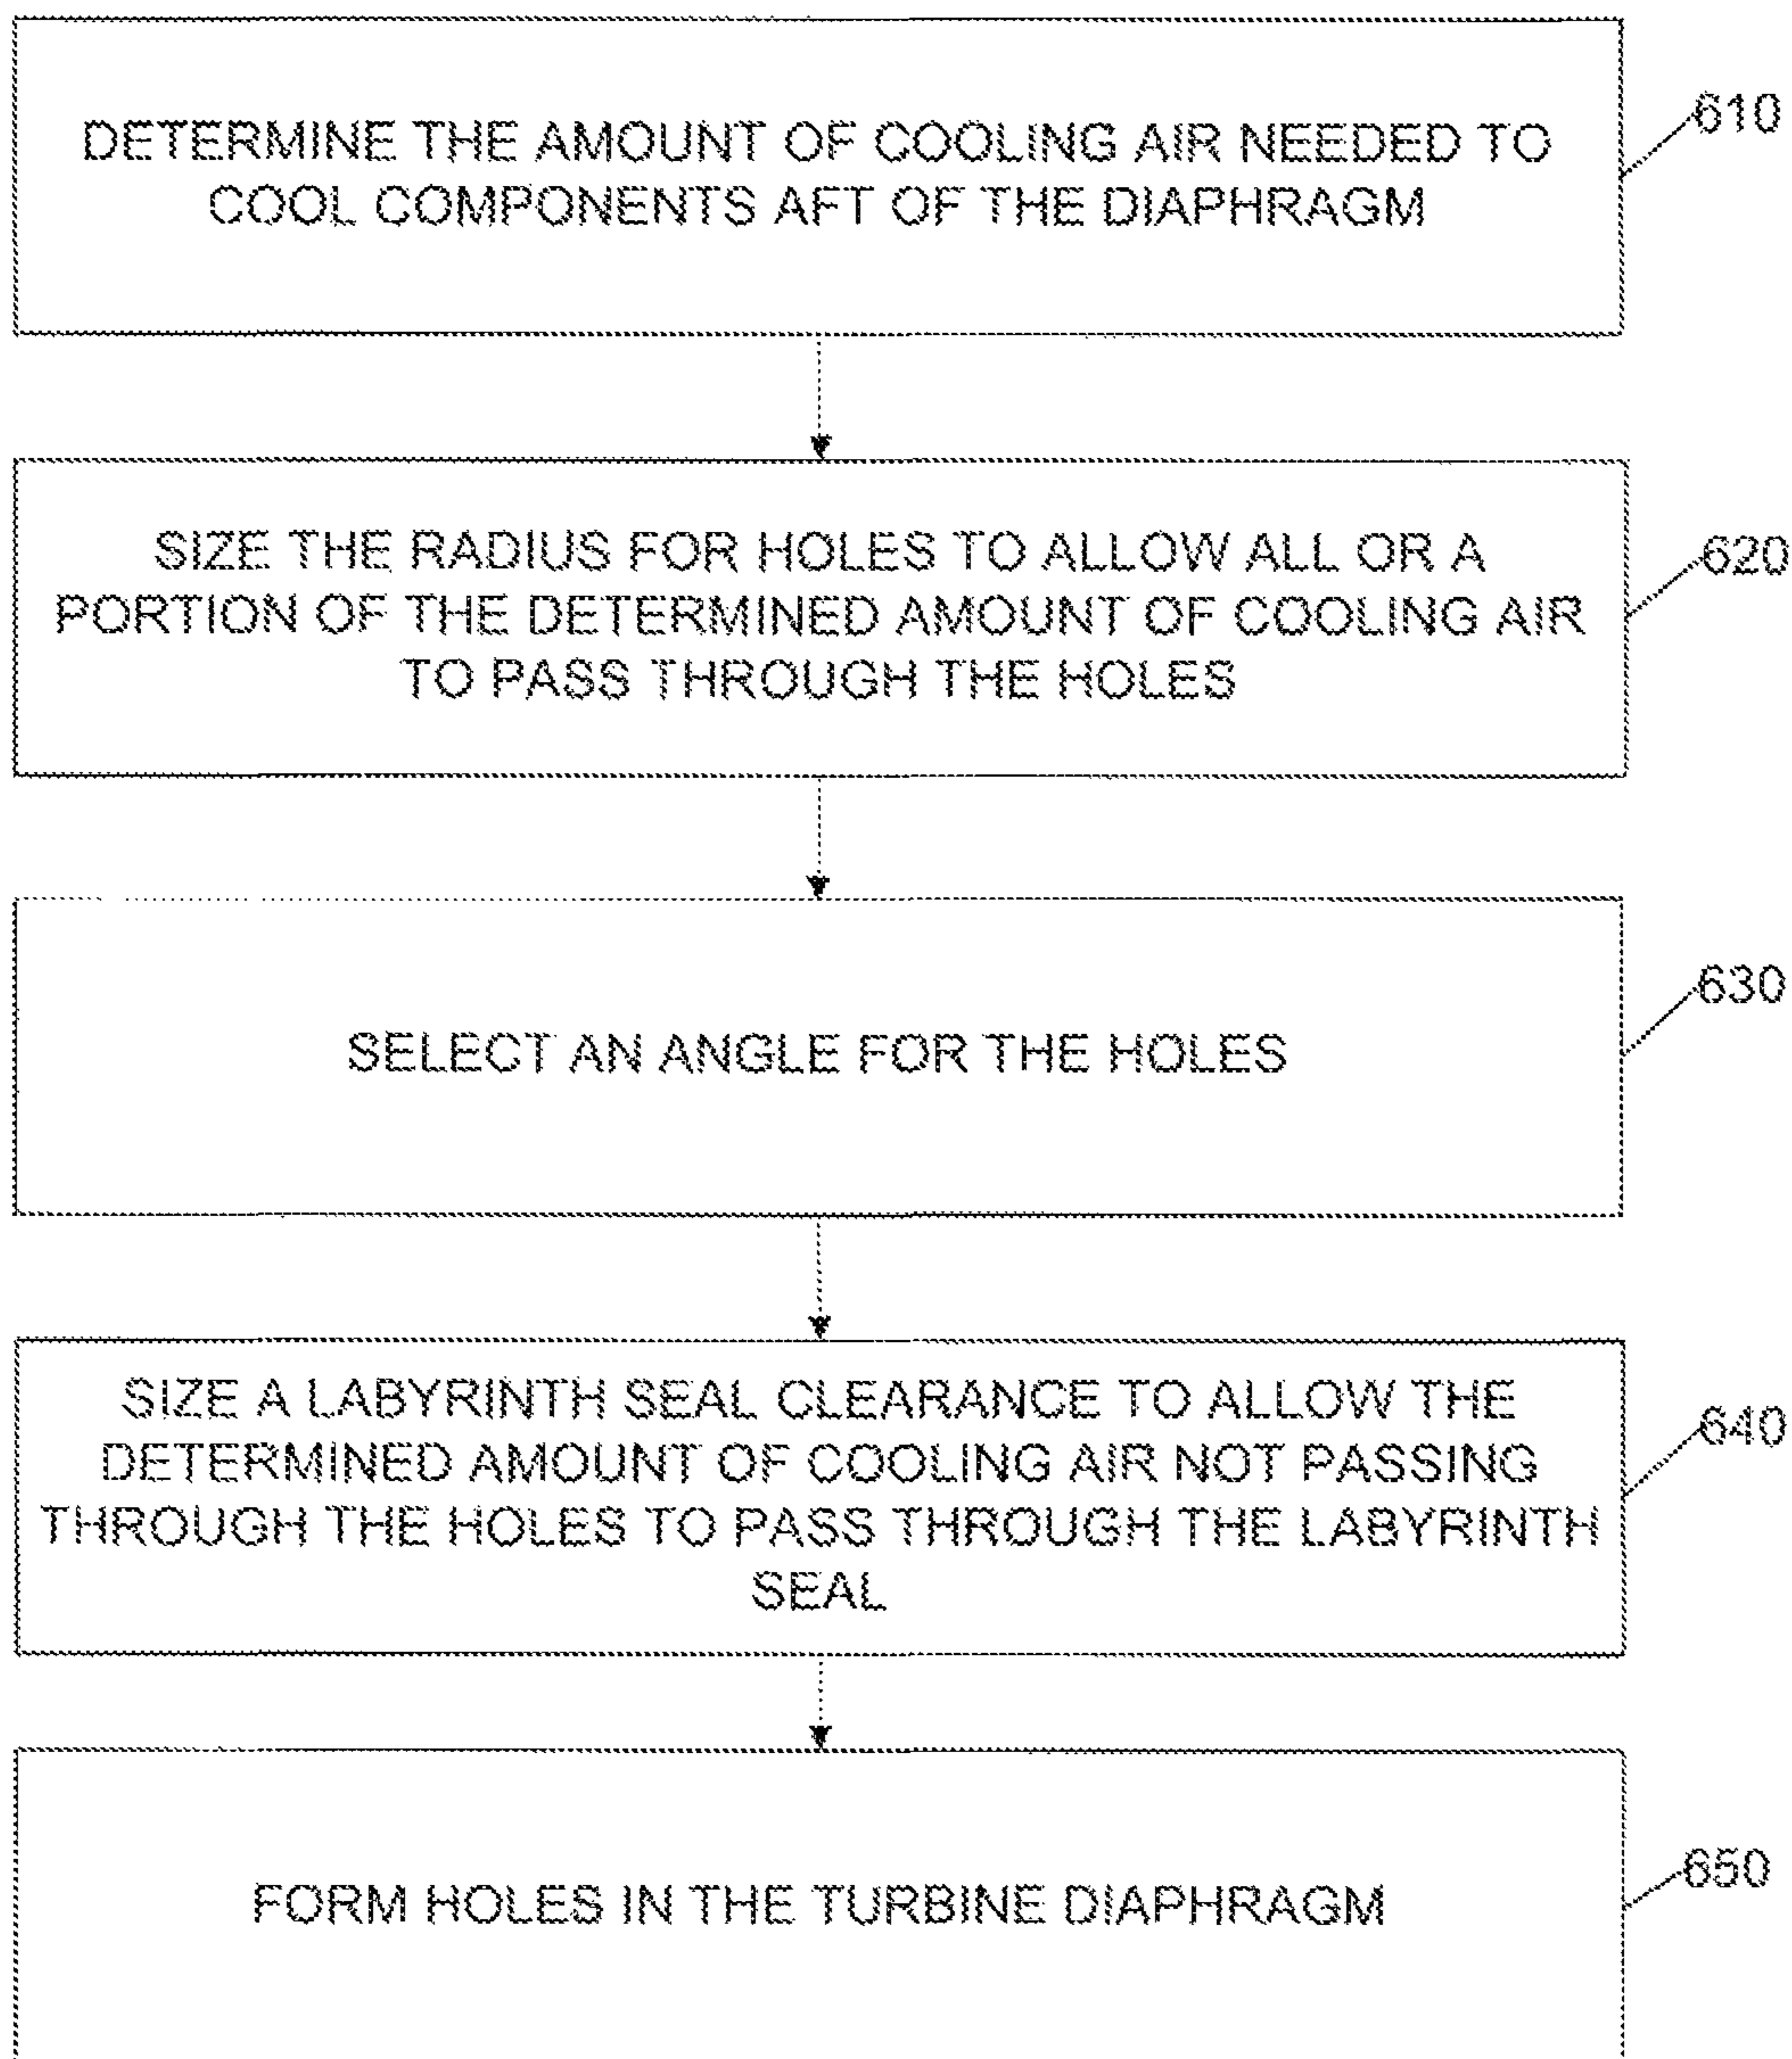 DETERMINE THE AMOUNT OF COOLING AIR NEEDED TO
COOL COMPONENTS AFT OF THE DIAPHRAGM
610
SIZE THE RADIUS FOR HOLES TO ALLOW ALL OR A
PORTION OF THE DETERMINED AMOUNT OF COOLING AIR
TO PASS THROUGH THE HOLES
620
SELECT AN ANGLE FOR THE HOLES
630
SIZE A LABYRINTH SEAL CLEARANCE TO ALLOW THE
DETERMINED AMOUNT OF COOLING AIR NOT PASSING
THROUGH THE HOLES TO PASS THROUGH THE LABYRINTH
SEAL
640
FORM HOLES IN THE TURBINE DIAPHRAGM
650